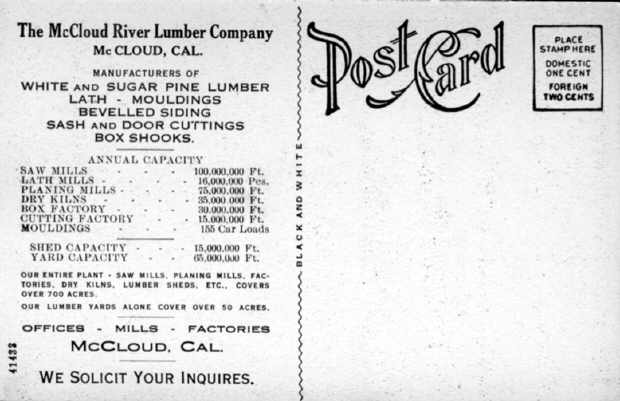 The McCloud River Lumber Company
McCLOUD, CAL.
MANUFACTURERS OF
WHITE AND SUGAR PINE LUMBER
LATH - MOULDINGS
BEVELLED SIDING
SASH AND DOOR CUTTINGS
BOX SHOOKS.
ANNUAL CAPACITY
SAW MILLS - - - - 100,000,000 Ft.
LATH MILLS - - - - 16,000,000 Pcs.
PLANING MILLS - - - 75,000,000 Ft.
DRY KILNS - - - - 35,000,000 Ft.
BOX FACTORY - - - 30,000,000 Ft.
CUTTING FACTORY - - 15,000,000 Ft.
MOULDINGS - - - 155 Car Loads
SHED CAPACITY - - - 15,000,000 Ft.
YARD CAPACITY - - - 65,000,000 Ft.
OUR ENTIRE PLANT - SAW MILLS, PLANING MILLS, FAC-
TORIES, DRY KILNS, LUMBER SHEDS, ETC., COVERS
OVER 700 ACRES.
OUR LUMBER YARDS ALONE COVER OVER 50 ACRES.
OFFICES - MILLS - FACTORIES
McCLOUD, CAL.
WE SOLICIT YOUR INQUIRES.
41433
BLACK AND WHITE
Post Card
PLACE
STAMP HERE
DOMESTIC
ONE CENT
FOREIGN
TWO CENTS